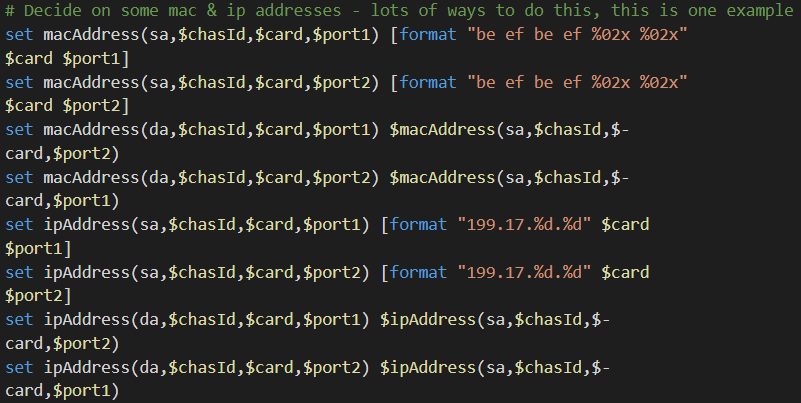 # Decide on some mac & ip addresses - lots of ways to do this, this is one example
set macAddress(sa,$chasId,$card,$port1) [format "be ef be ef %02x %02x"
$card $port1]
set macAddress(sa,$chasId,$card,$port2) [format "be ef be ef %02x %02x"
$card $port2]
set macAddress(da,$chasId,$card,$port1) $macAddress(sa,$chasId,$-
card,$port2)
set macAddress(da,$chasId,$card,$port2) $macAddress(sa,$chasId,$-
card,$port1)
set ipAddress(sa,$chasId,$card,$port1) [format "199.17.%d.%d" $card
$port1]
set ipAddress(sa,$chasId,$card,$port2) [format "199.17.%d.%d" $card
$port2]
set ipAddress(da,$chasId,$card,$port1) $ipAddress(sa,$chasId,$-
card,$port2)
set ipAddress(da,$chasId,$card,$port2) $ipAddress(sa,$chasId,$-
card,$port1)